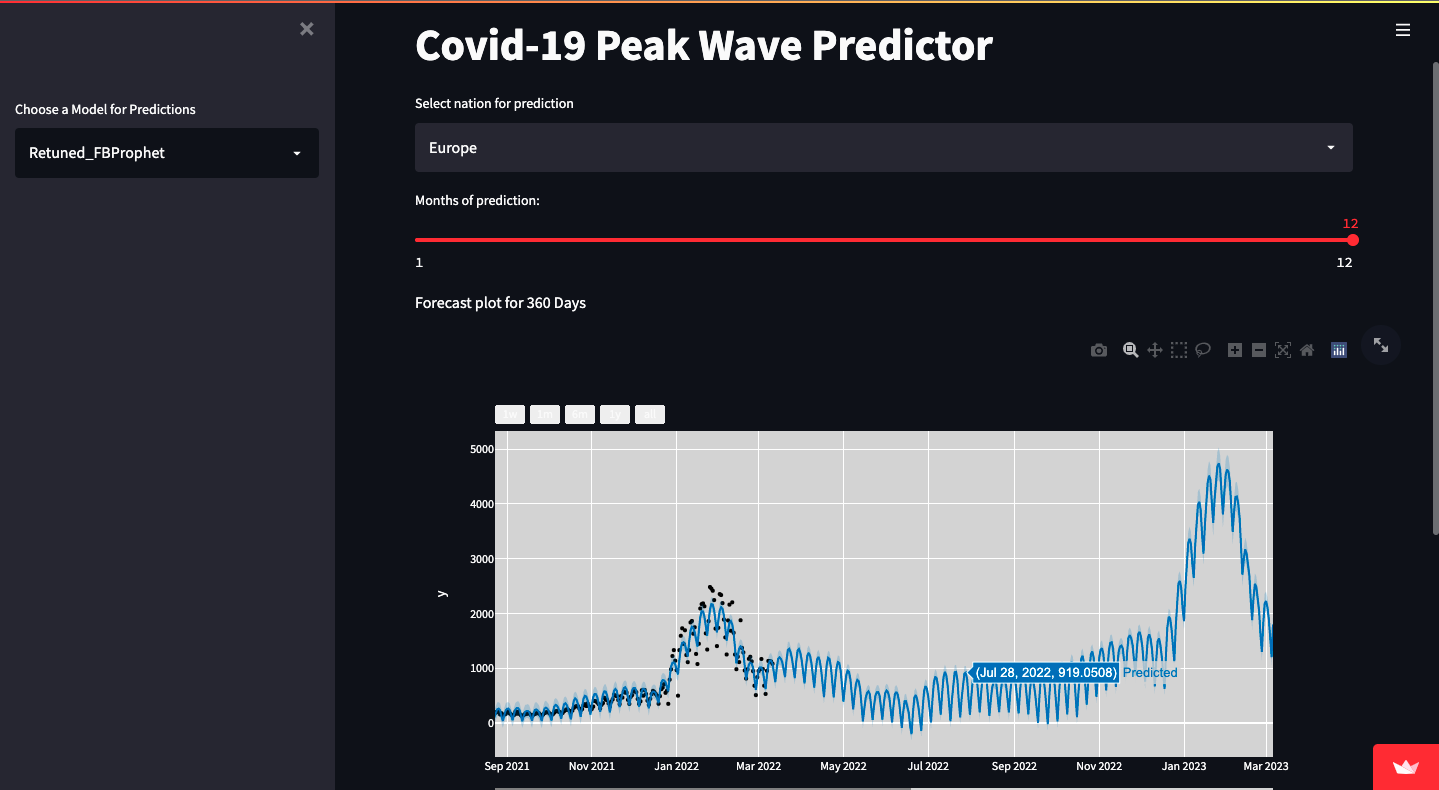 Covid-19 Peak Wave Predictor
Choose a Model for Predictions
Retuned_FBProphet
Select nation for prediction
Europe
Months of prediction:
12
1
12
Forecast plot for 360 Days
1w
1m
6m
1y
all
5000
4000
3000
2000
1000
0
y
(Jul 28, 2022, 919.0508)
Predicted
Sep 2021
Nov 2021
Jan 2022
Mar 2022
May 2022
Jul 2022
Sep 2022
Nov 2022
Jan 2023
Mar 2023